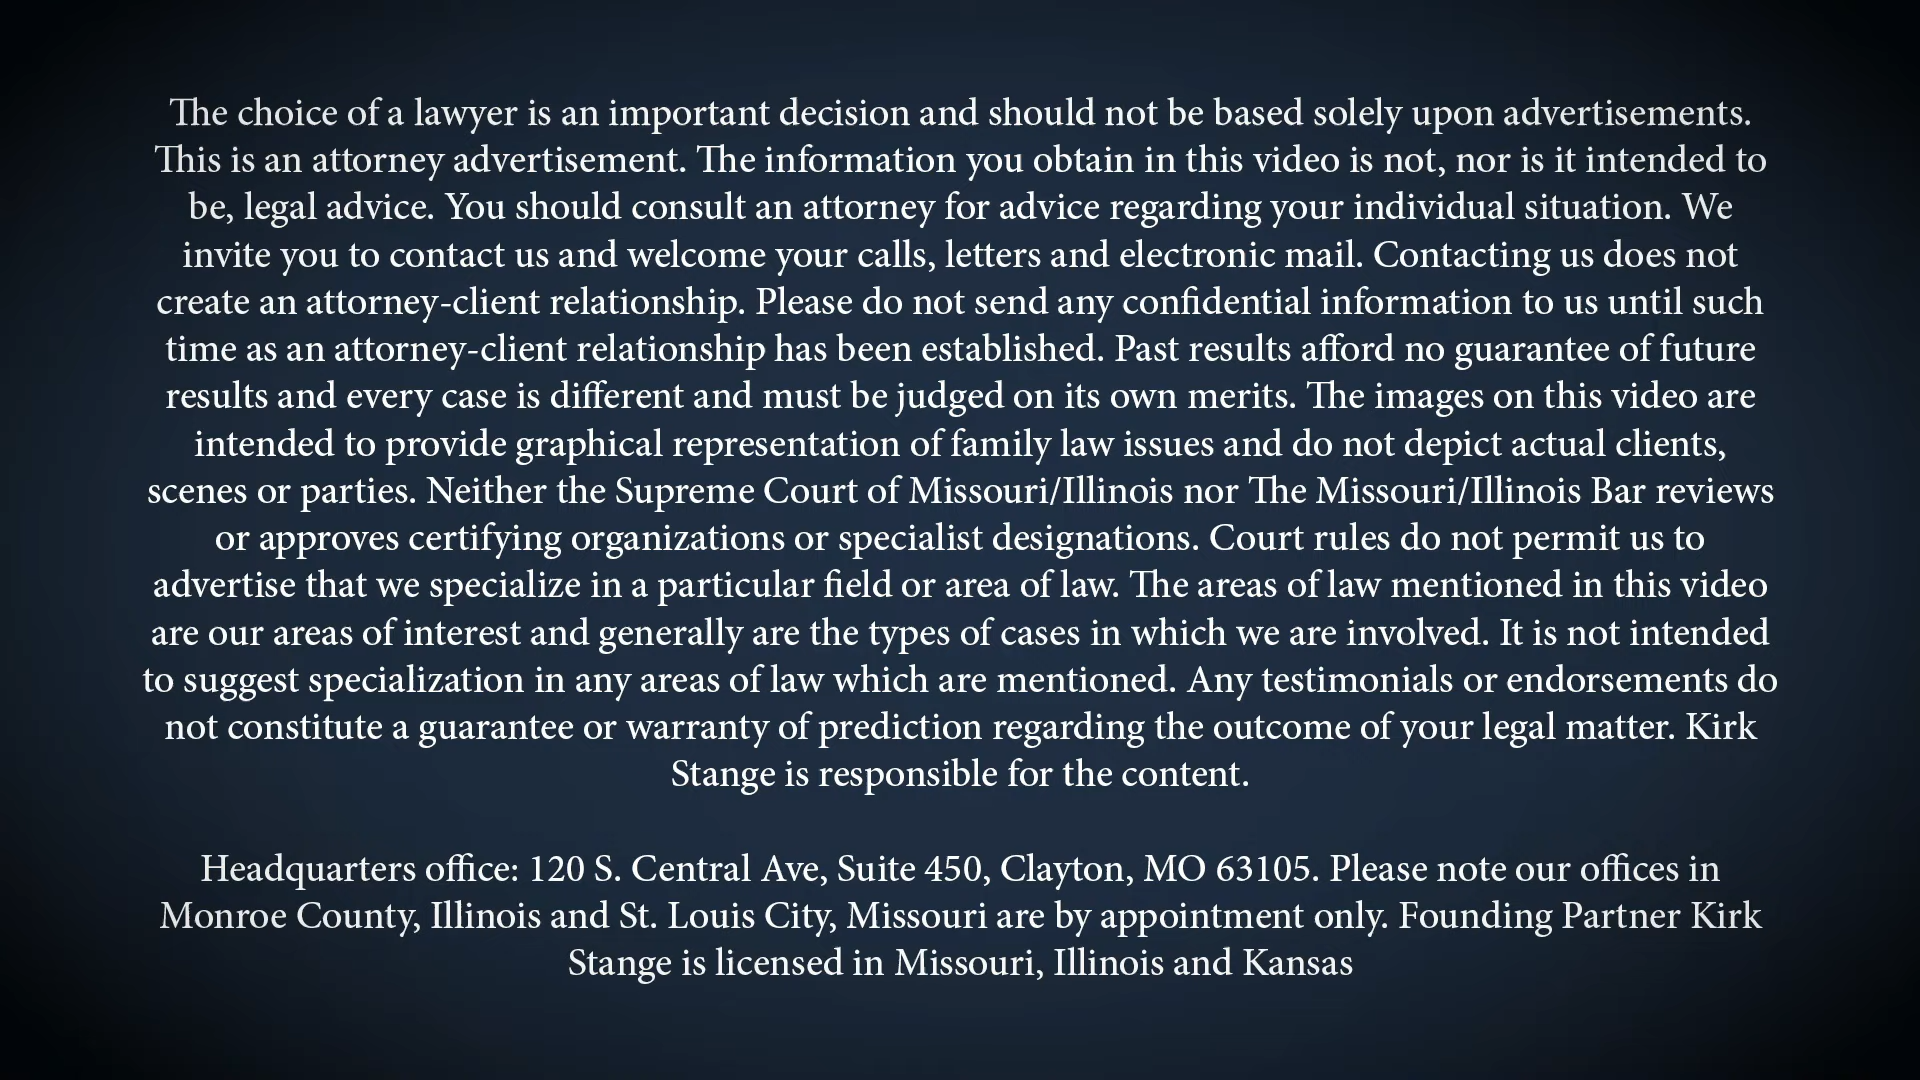 The choice of a lawyer is an important decision and should not be based solely upon advertisements.
This is an attorney advertisement. The information you obtain in this video is not, nor is it intended to
be, legal advice. You should consult an attorney for advice regarding your individual situation. We
invite you to contact us and welcome your calls, letters and electronic mail. Contacting us does not
create an attorney-client relationship. Please do not send any confidential information to us until such
time as an attorney-client relationship has been established. Past results afford no guarantee of future
results and every case is different and must be judged on its own merits. The images on this video are
intended to provide graphical representation of family law issues and do not depict actual clients,
scenes or parties. Neither the Supreme Court of Missouri/Illinois nor The Missouri/Illinois Bar reviews
or approves certifying organizations or specialist designations. Court rules do not permit us to
advertise that we specialize in a particular field or area of law. The areas of law mentioned in this video
are our areas of interest and generally are the types of cases in which we are involved. It is not intended
to suggest specialization in any areas of law which are mentioned. Any testimonials or endorsements do
not constitute a guarantee or warranty of prediction regarding the outcome of your legal matter. Kirk
Stange is responsible for the content.
Headquarters office: 120 S. Central Ave, Suite 450, Clayton, MO 63105. Please note our offices in
Monroe County, Illinois and St. Louis City, Missouri are by appointment only. Founding Partner Kirk
Stange is licensed in Missouri, Illinois and Kansas